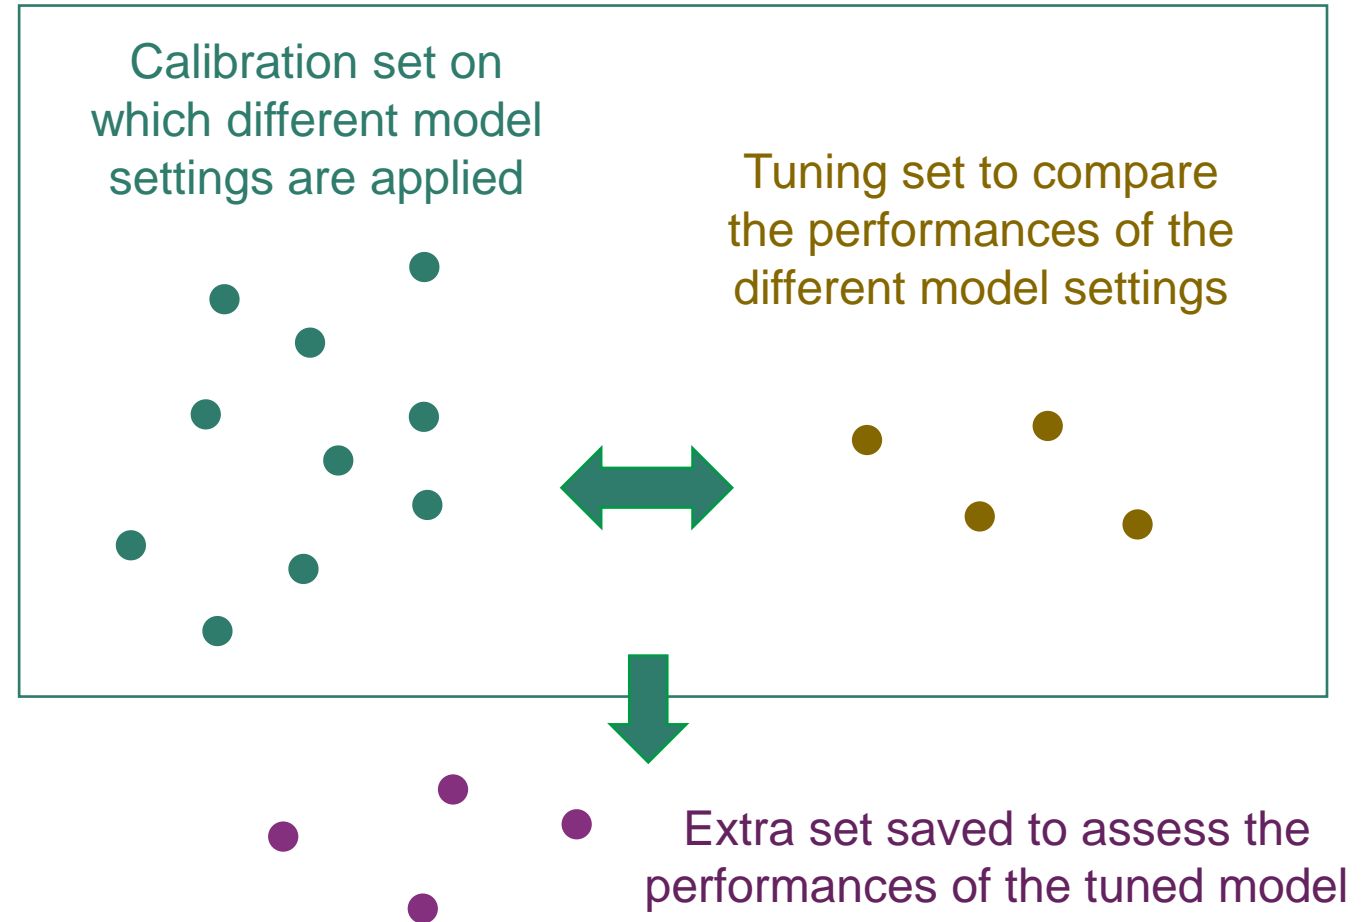 Calibration set on
which different model
settings are applied
Tuning set to compare
the performances of the
different model settings
Extra set saved to assess the
performances of the tuned model